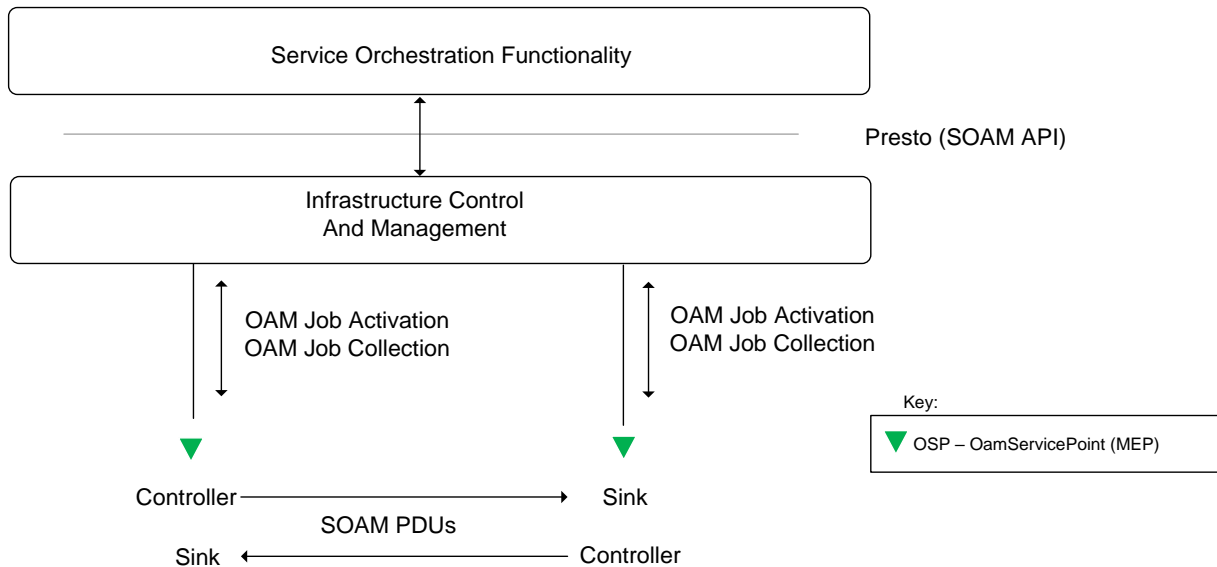 Service Orchestration Functionality
Presto (SOAM API)
Infrastructure Control
And Management
OAM Job Activation
OAM Job Collection
OAM Job Activation
OAM Job Collection
Key:
OSP – OamServicePoint (MEP)
Controller
Sink
SOAM PDUs
Sink
Controller